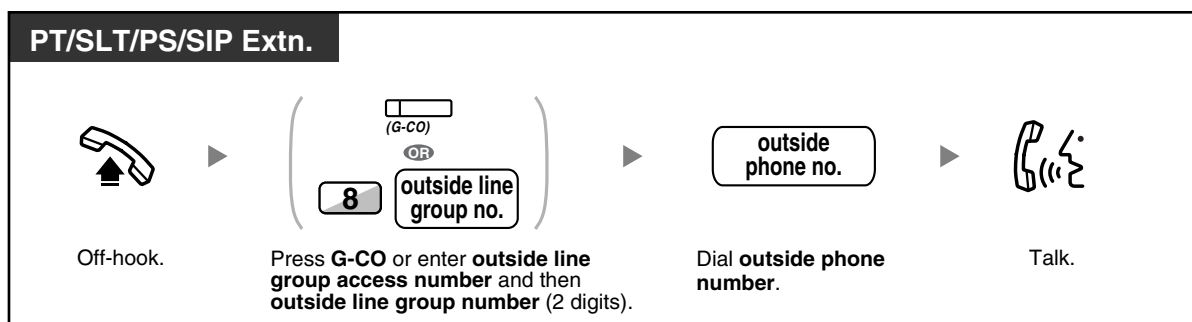 PT/SLT/PS/SIP Extn.
(G-CO)
OR
8
outside line
group no.
outside
phone no.
Off-hook.
Press G-CO or enter outside line
group access number and then
outside line group number (2 digits).
Dial outside phone
number.
Talk.